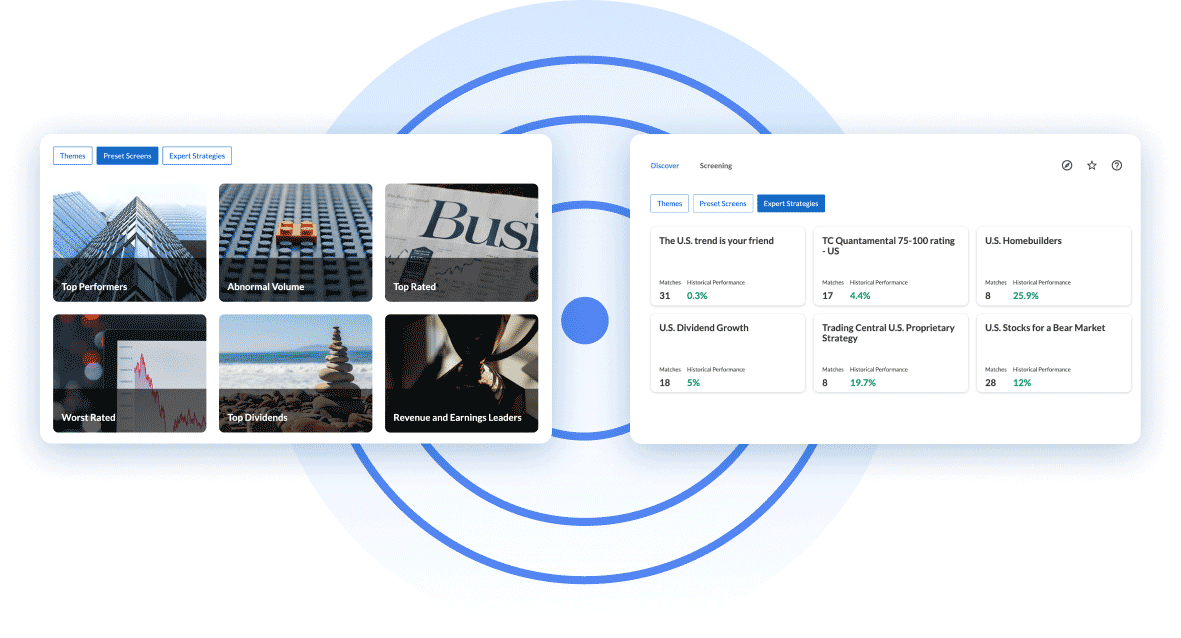 Themes
Preset Screens
Expert Strategies
Top Performers
Abnormal Volume
Busi
Top Rated
Worst Rated
Top Dividends
Revenue and Earnings Leaders
Discover
Screening
Themes
Preset Screens
Expert Strategies
The U.S. trend is your friend
Matches Historical Performance
31 0.3%
TC Quantamental 75-100 rating
- US
Matches Historical Performance
17 4.4%
U.S. Homebuilders
Matches Historical Performance
8 25.9%
U.S. Dividend Growth
Matches Historical Performance
18 5%
Trading Central U.S. Proprietary
Strategy
Matches Historical Performance
8 19.7%
U.S. Stocks for a Bear Market
Matches Historical Performance
28 12%